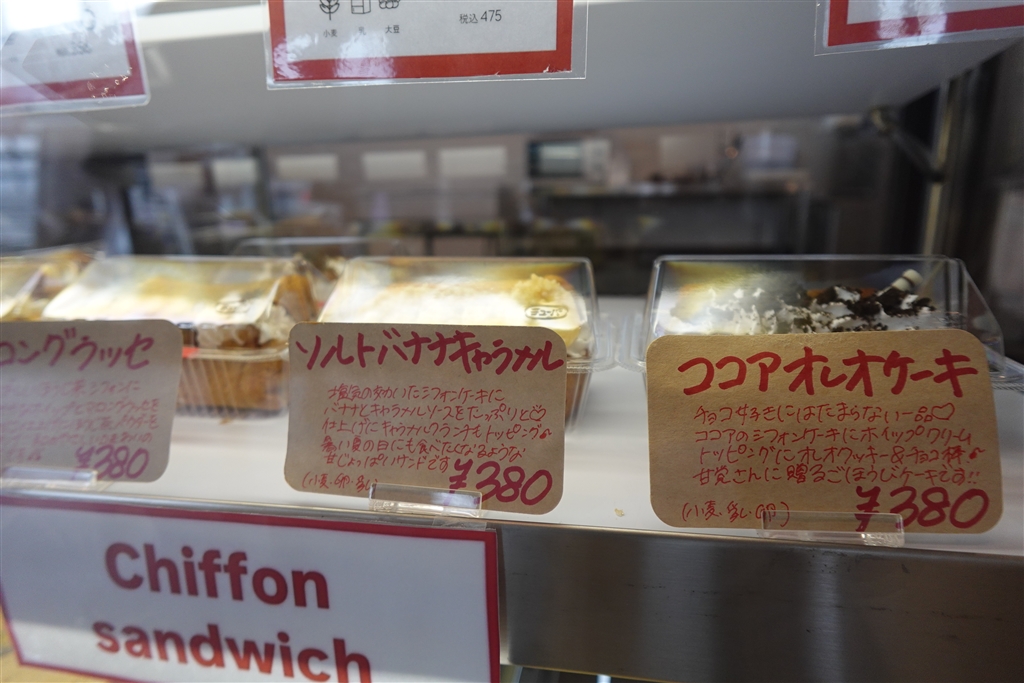 小麦 乳 大豆
税込 475
ロングラッセ
¥380
ソルトバナナキャラメル
塩気の効いたシフォンケーキに
バナナとキャラメルソースをたっぷりと♡
仕上げにキャラメルクランチをトッピング♪
暑い夏の日にも食べたくなるような
甘じょっぱいサンドです
(小麦・卵・乳)
¥380
ココアオレオケーキ
チョコ好きにはたまらない一品♡
ココアのシフォンケーキにホイップクリーム
トッピングにオレオクッキー&チョコ棒♪
甘党さんに贈るごほうびケーキです!!
(小麦・乳・卵)
¥380
Chiffon
sandwich